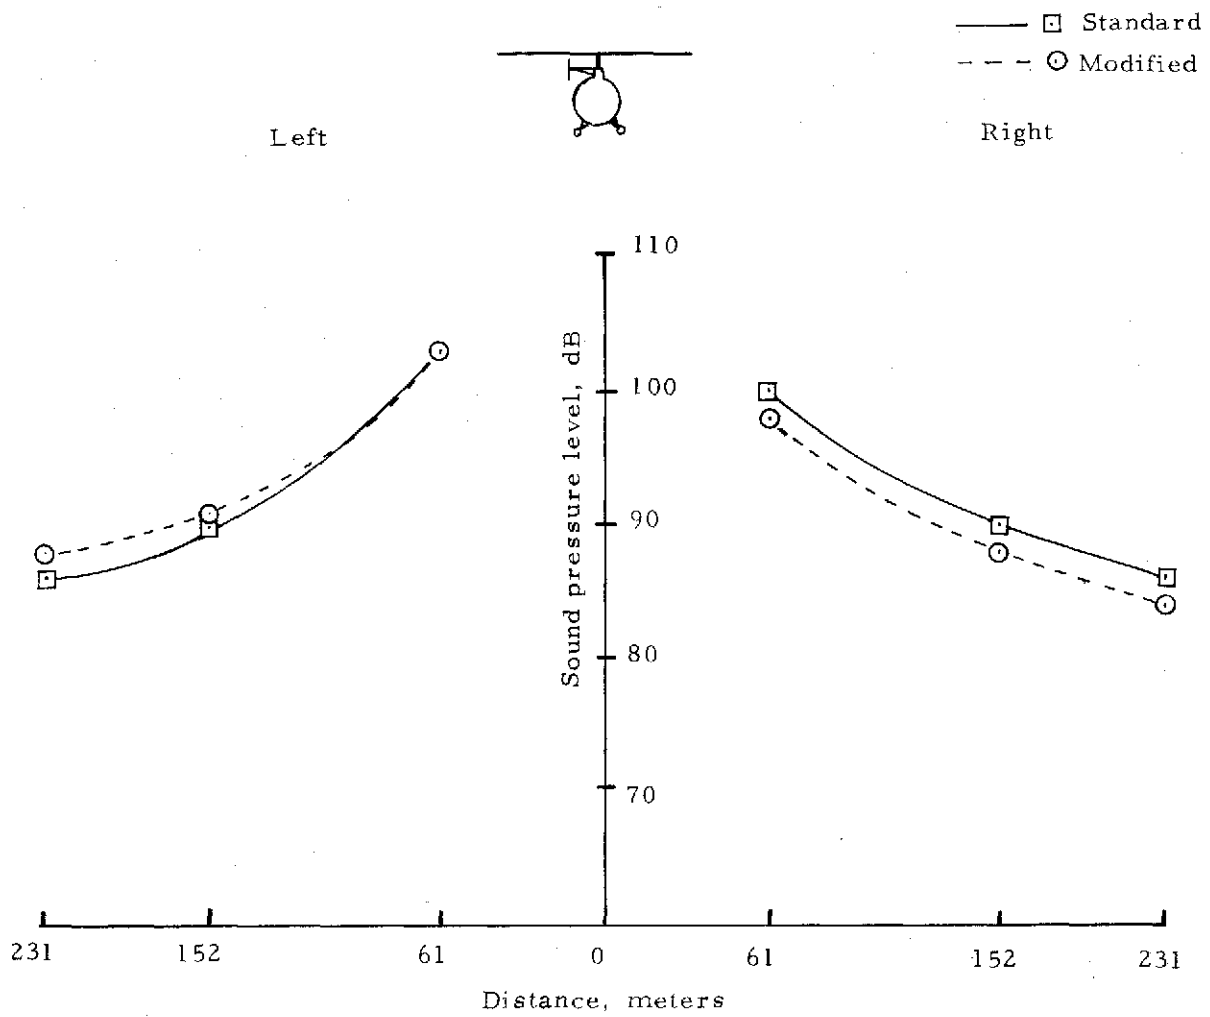 Standard
Modified
Left
Right
110
100
90
80
70
Sound pressure level, dB
231 152 61 0 61 152 231
Distance, meters